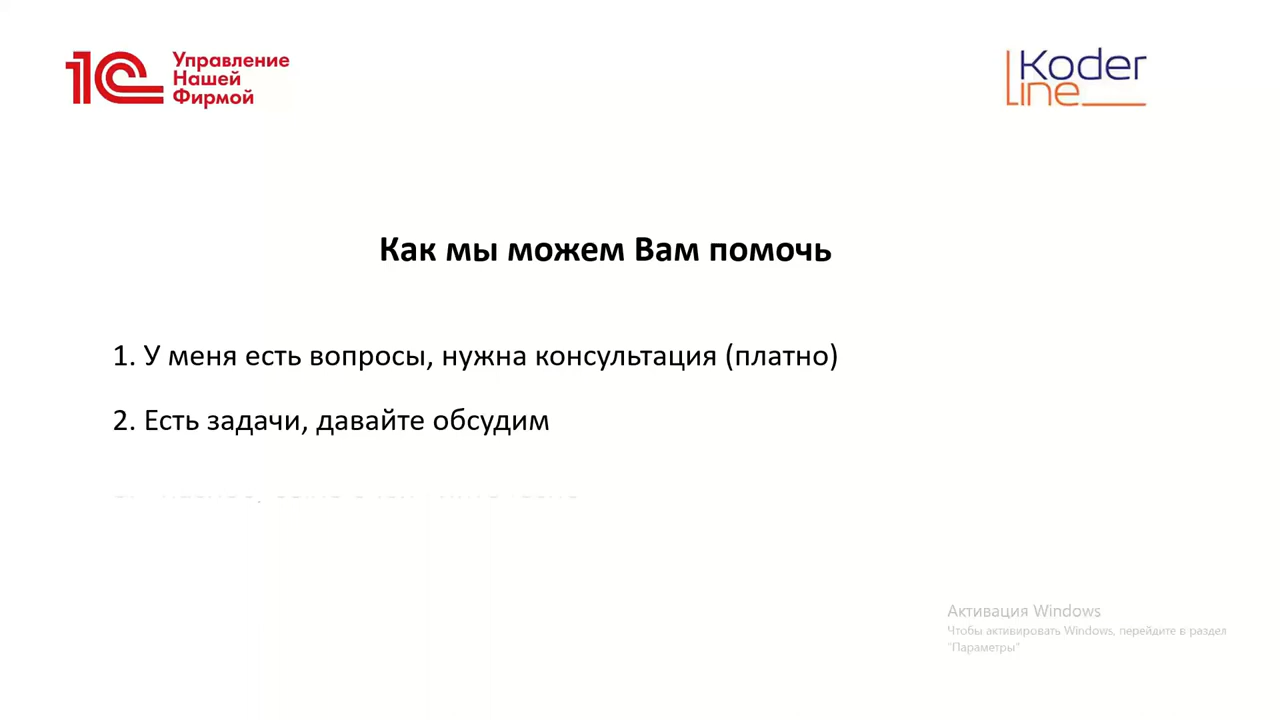 1С Управление
Нашей
Фирмой
Koder
Line
Как мы можем Вам помочь
1. У меня есть вопросы, нужна консультация (платно)
2. Есть задачи, давайте обсудим
Активация Windows
Чтобы активировать Windows, перейдите в раздел
"Параметры"